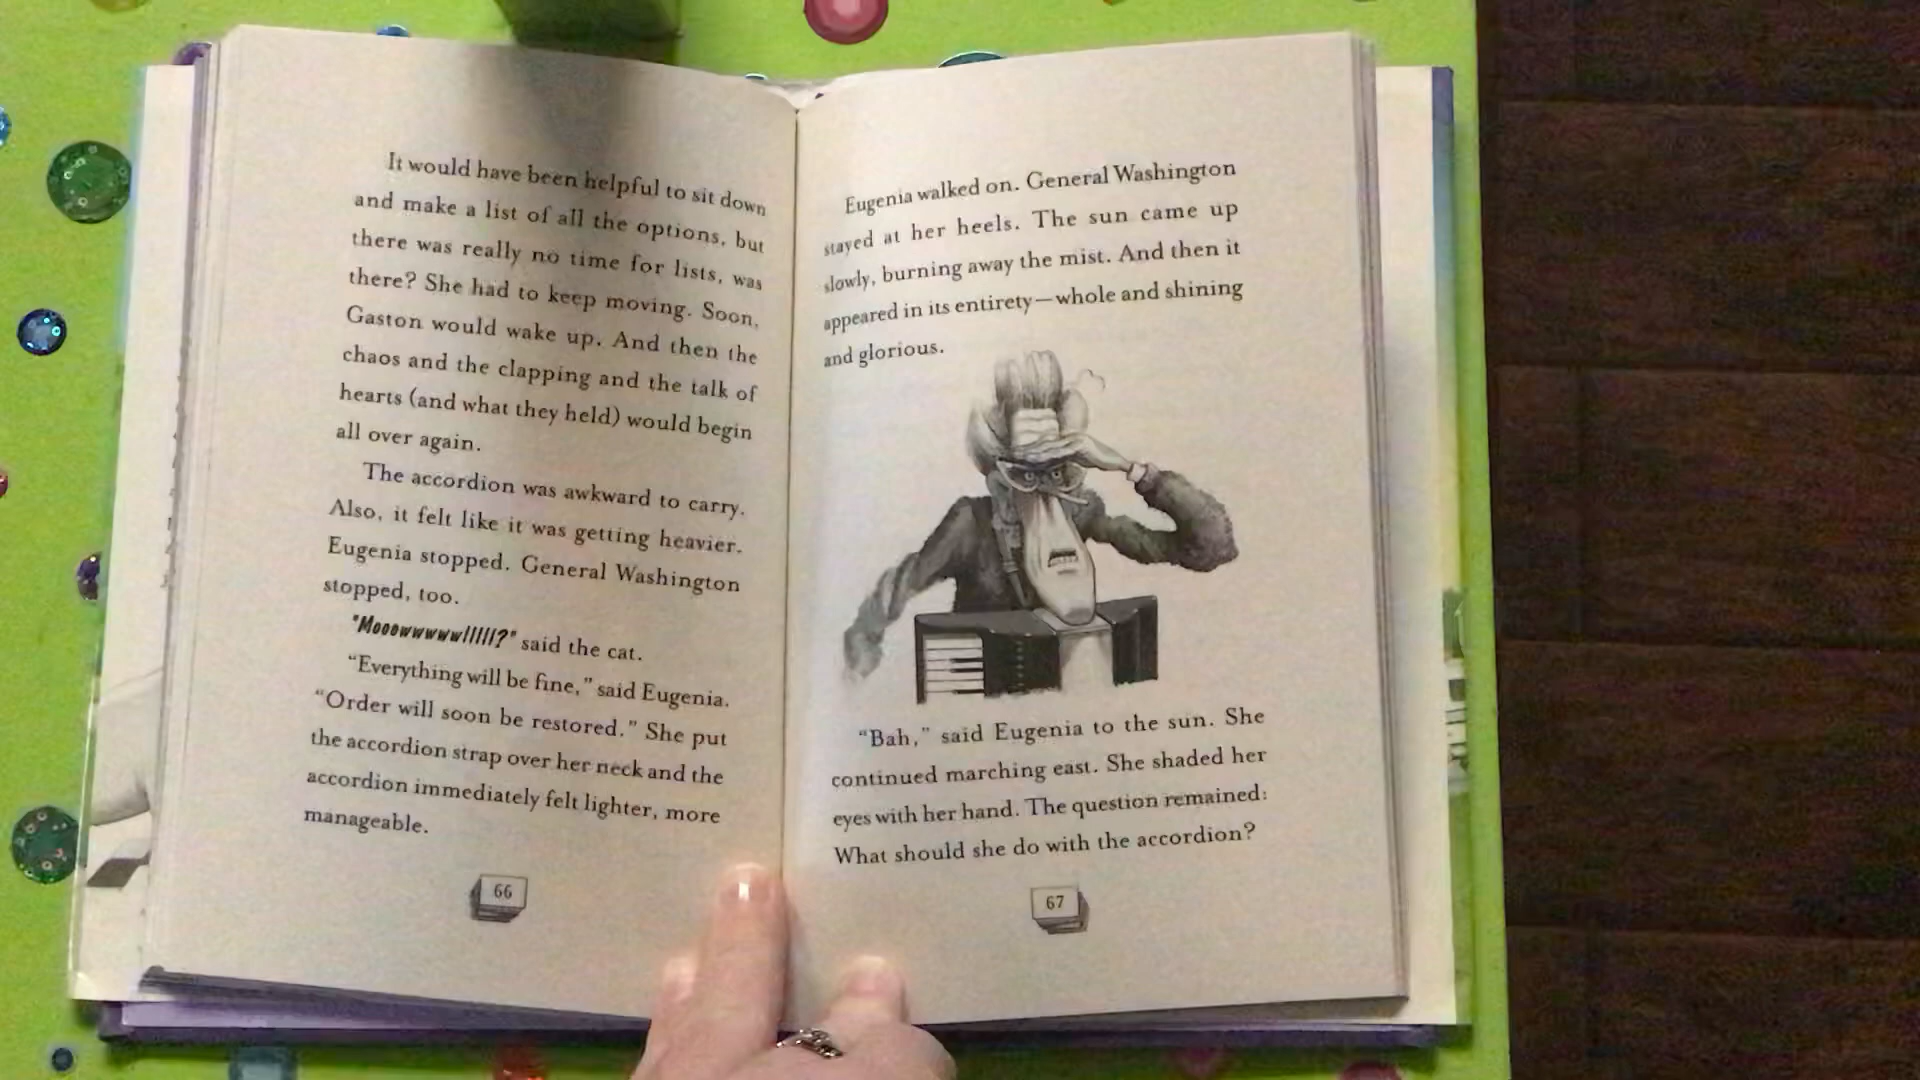 It would have been helpful to sit down
and make a list of all the options, but
there was really no time for lists, was
there? She had to keep moving. Soon,
Gaston would wake up. And then the
chaos and the clapping and the talk of
hearts (and what they held) would begin
all over again.
The accordion was awkward to carry.
Also, it felt like it was getting heavier.
Eugenia stopped. General Washington
stopped, too.
"Mooowwwwwlllll?" said the cat.
“Everything will be fine,” said Eugenia.
“Order will soon be restored.” She put
the accordion strap over her neck and the
accordion immediately felt lighter, more
manageable.
66
Eugenia walked on. General Washington
stayed at her heels. The sun came up
slowly, burning away the mist. And then it
appeared in its entirety—whole and shining
and glorious.
“Bah,” said Eugenia to the sun. She
continued marching east. She shaded her
eyes with her hand. The question remained:
What should she do with the accordion?
67